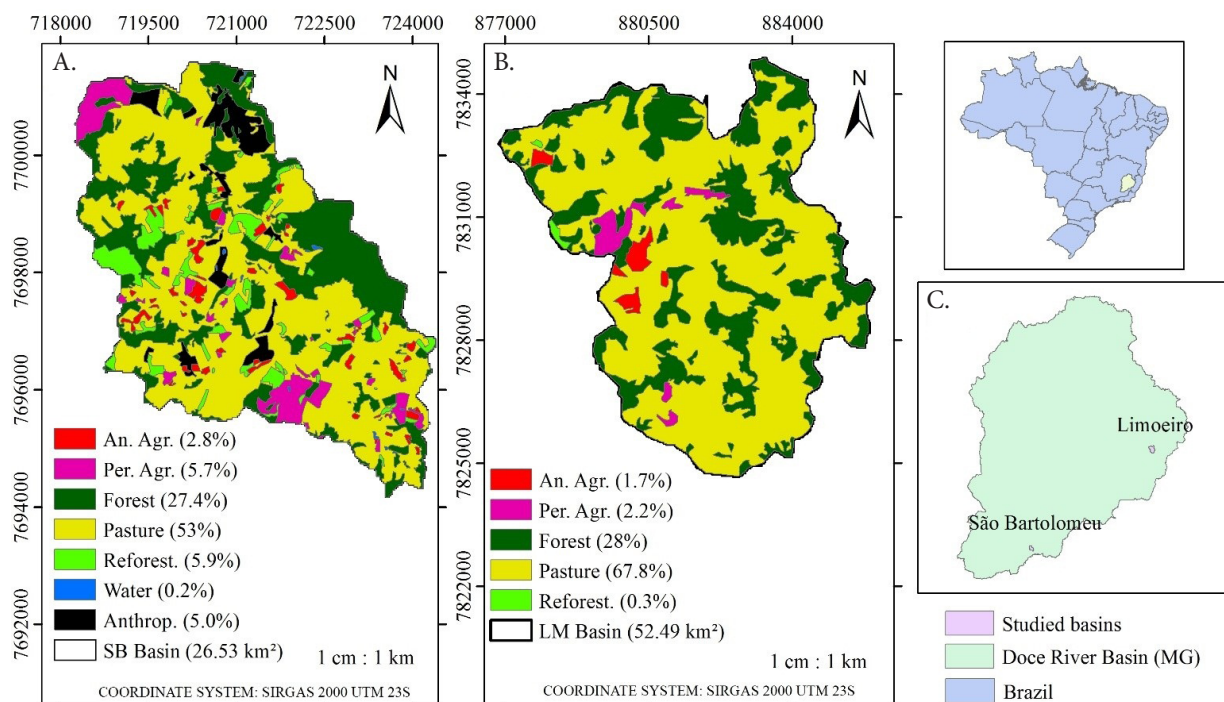 718000 719500 721000 722500 724000
A.
N
7700000
7698000
7696000
7694000
7692000
An. Agr. (2.8%)
Per. Agr. (5.7%)
Forest (27.4%)
Pasture (53%)
Reforest. (5.9%)
Water (0.2%)
Anthrop. (5.0%)
SB Basin (26.53 km²)
1 cm : 1 km
COORDINATE SYSTEM: SIRGAS 2000 UTM 23S
877000 880500 884000
B.
N
7834000
7831000
7828000
7825000
7822000
An. Agr. (1.7%)
Per. Agr. (2.2%)
Forest (28%)
Pasture (67.8%)
Reforest. (0.3%)
LM Basin (52.49 km²)
1 cm : 1 km
COORDINATE SYSTEM: SIRGAS 2000 UTM 23S
C.
Limoeiro
São Bartolomeu
Studied basins
Doce River Basin (MG)
Brazil